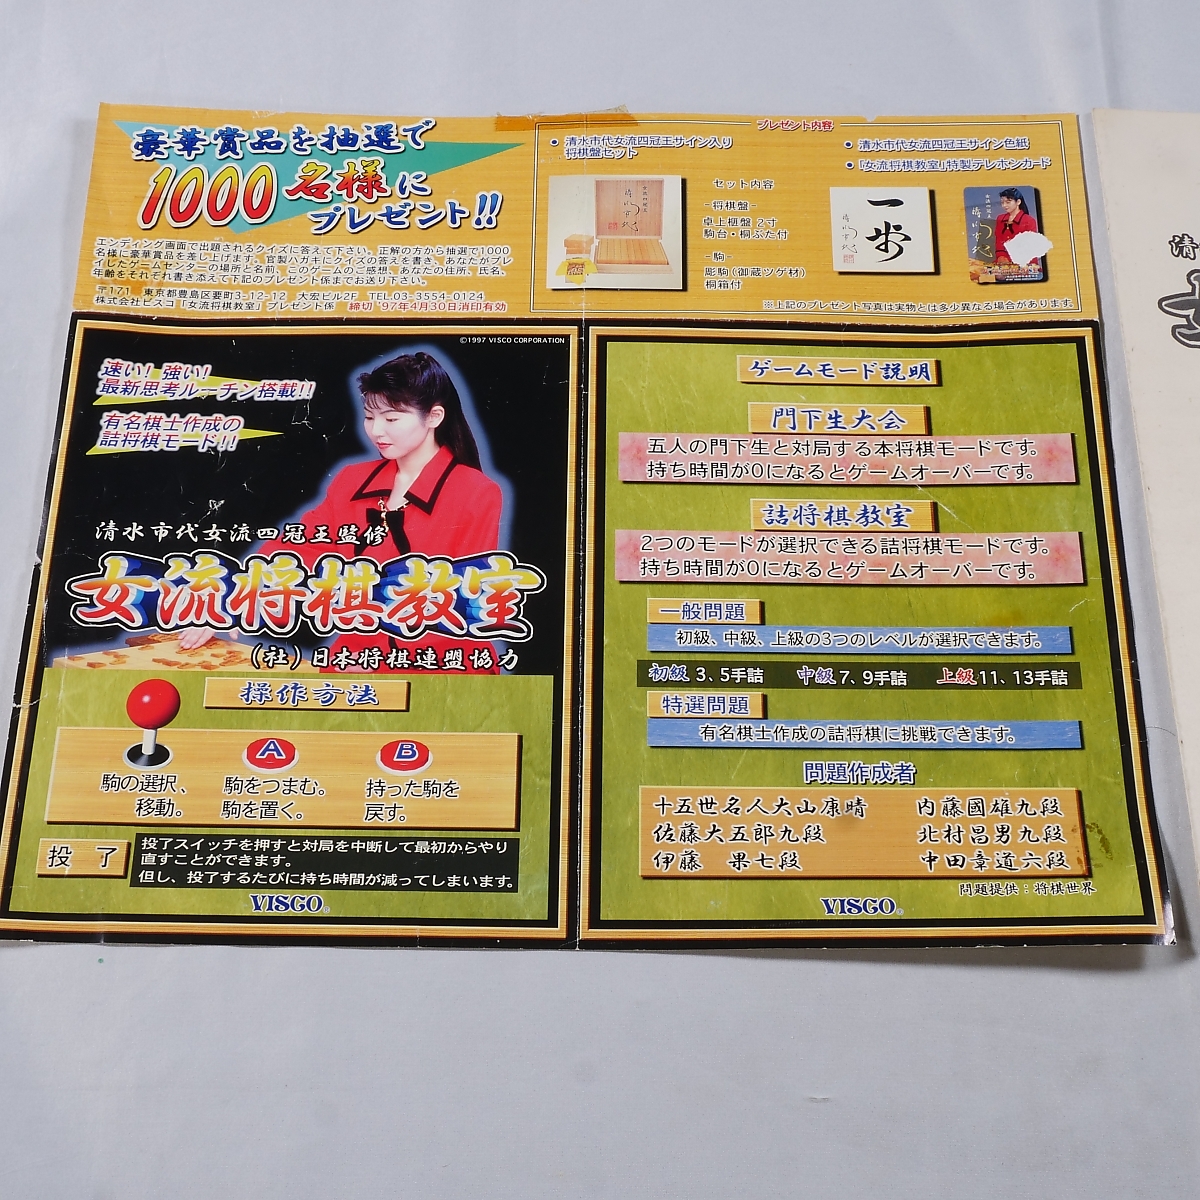 豪華賞品を抽選で
1000名様に
プレゼント!!
エンディング画面で出題されるクイズに答えて下さい。正解の方から抽選で1000
名様に豪華賞品を差し上げます。官製ハガキにクイズの答えを書き、あなたがプレ
イしたゲームセンターの場所と名前、このゲームのご感想、あなたの住所、氏名、
年齢をそれぞれ書き添えて下記のプレゼント係までお送り下さい。
〒171 東京都豊島区要町3-12-12 大宏ビル2F TEL.03-3554-0124
株式会社ビスコ「女流将棋教室」プレゼント係 締切 '97年4月30日消印有効
プレゼント内容
● 清水市代女流四冠王サイン入り
将棋盤セット
セット内容
-将棋盤-
卓上榧盤 2寸
駒台・桐ぶた付
-駒-
彫駒(御蔵ツゲ材)
桐箱付
● 清水市代女流四冠王サイン色紙
● 「女流将棋教室」特製テレホンカード
一歩
※上記のプレゼント写真は実物とは多少異なる場合があります。
©1997 VISCO CORPORATION
速い! 強い!
最新思考ルーチン搭載!!
有名棋士作成の
詰将棋モード!!
清水市代女流四冠王監修
女流将棋教室
(社)日本将棋連盟協力
操作方法
駒の選択、
移動。
A
駒をつまむ。
駒を置く。
B
持った駒を
戻す。
投了
投了スイッチを押すと対局を中断して最初からやり
直すことができます。
但し、投了するたびに持ち時間が減ってしまいます。
VISCO®
ゲームモード説明
門下生大会
五人の門下生と対局する本将棋モードです。
持ち時間が0になるとゲームオーバーです。
詰将棋教室
2つのモードが選択できる詰将棋モードです。
持ち時間が0になるとゲームオーバーです。
一般問題
初級、中級、上級の3つのレベルが選択できます。
初級 3、5手詰 中級 7、9手詰 上級 11、13手詰
特選問題
有名棋士作成の詰将棋に挑戦できます。
問題作成者
十五世名人大山康晴 内藤國雄九段
佐藤大五郎九段 北村昌男九段
伊藤 果七段 中田章道六段
問題提供：将棋世界
VISCO®
清